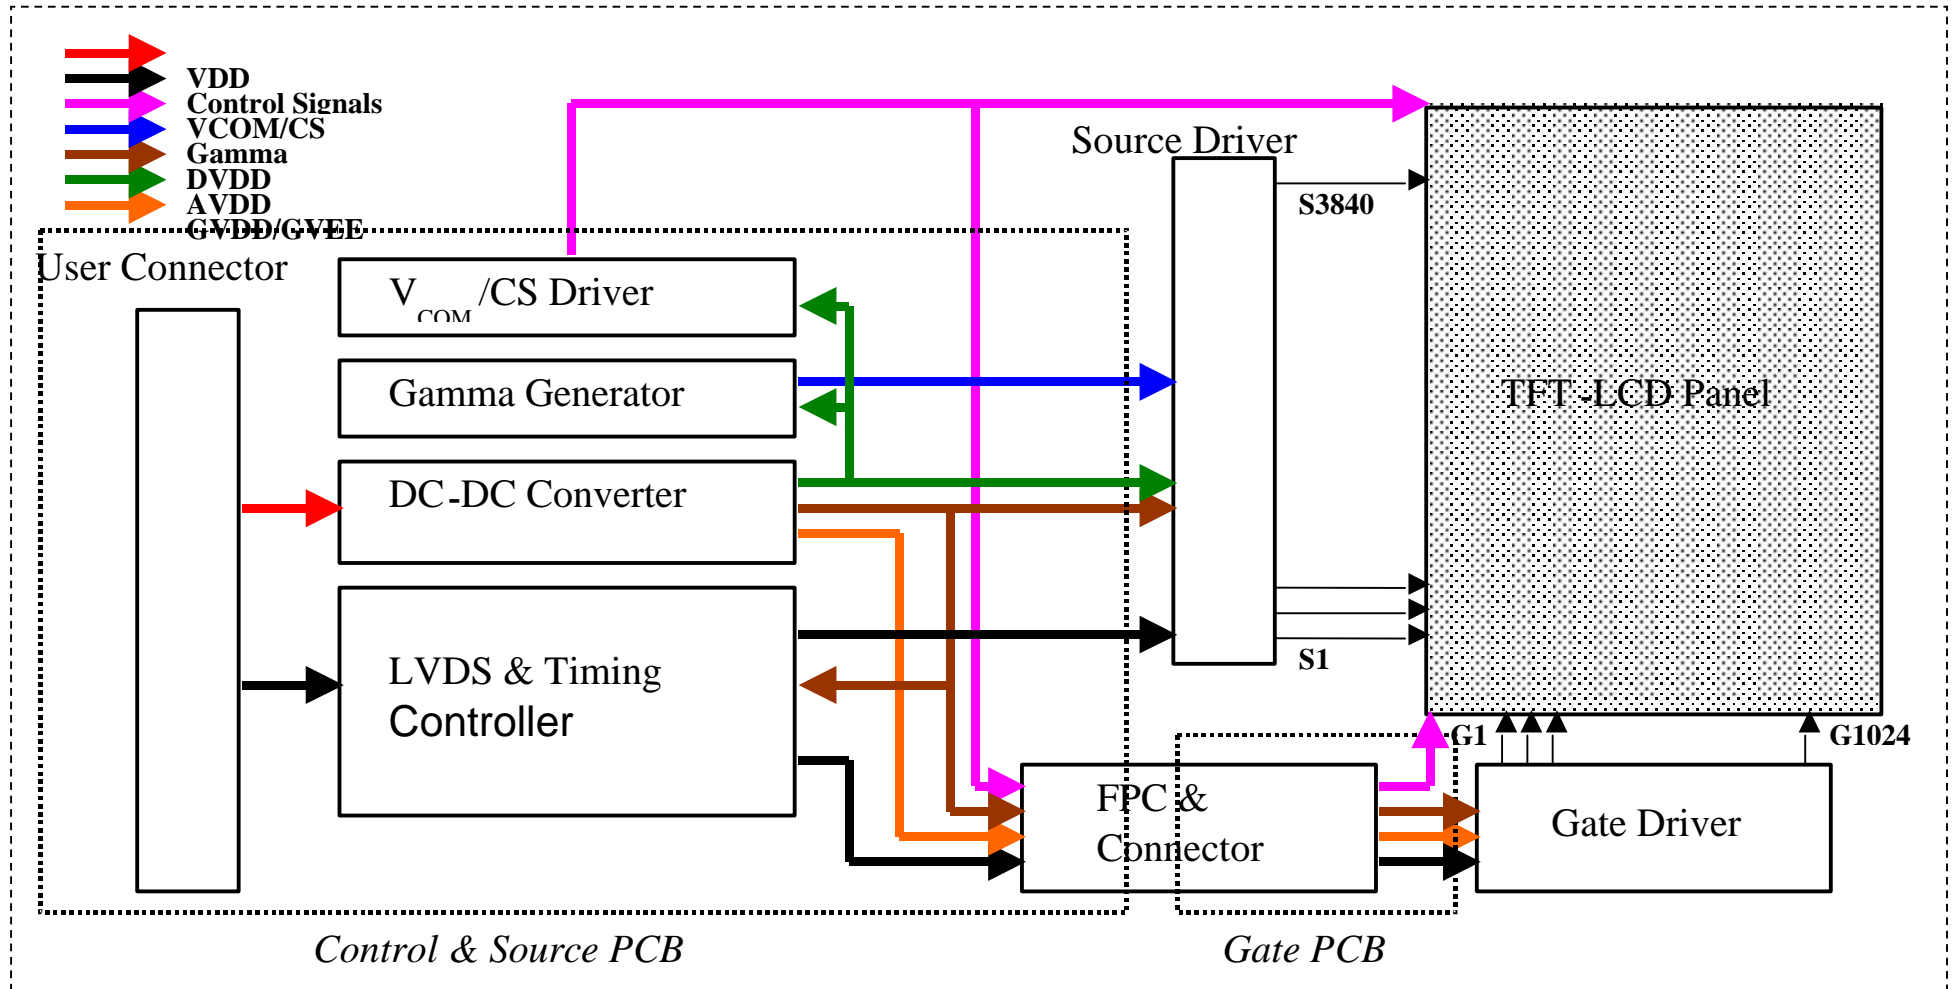 VDD
Control Signals
VCOM/CS
Gamma
DVDD
AVDD
GVDD/GVEE
Source Driver
S3840
User Connector
VCOM/CS Driver
Gamma Generator
TFT-LCD Panel
DC-DC Converter
LVDS & Timing
Controller
S1
G1
G1024
FPC &
Connector
Gate Driver
Control & Source PCB
Gate PCB